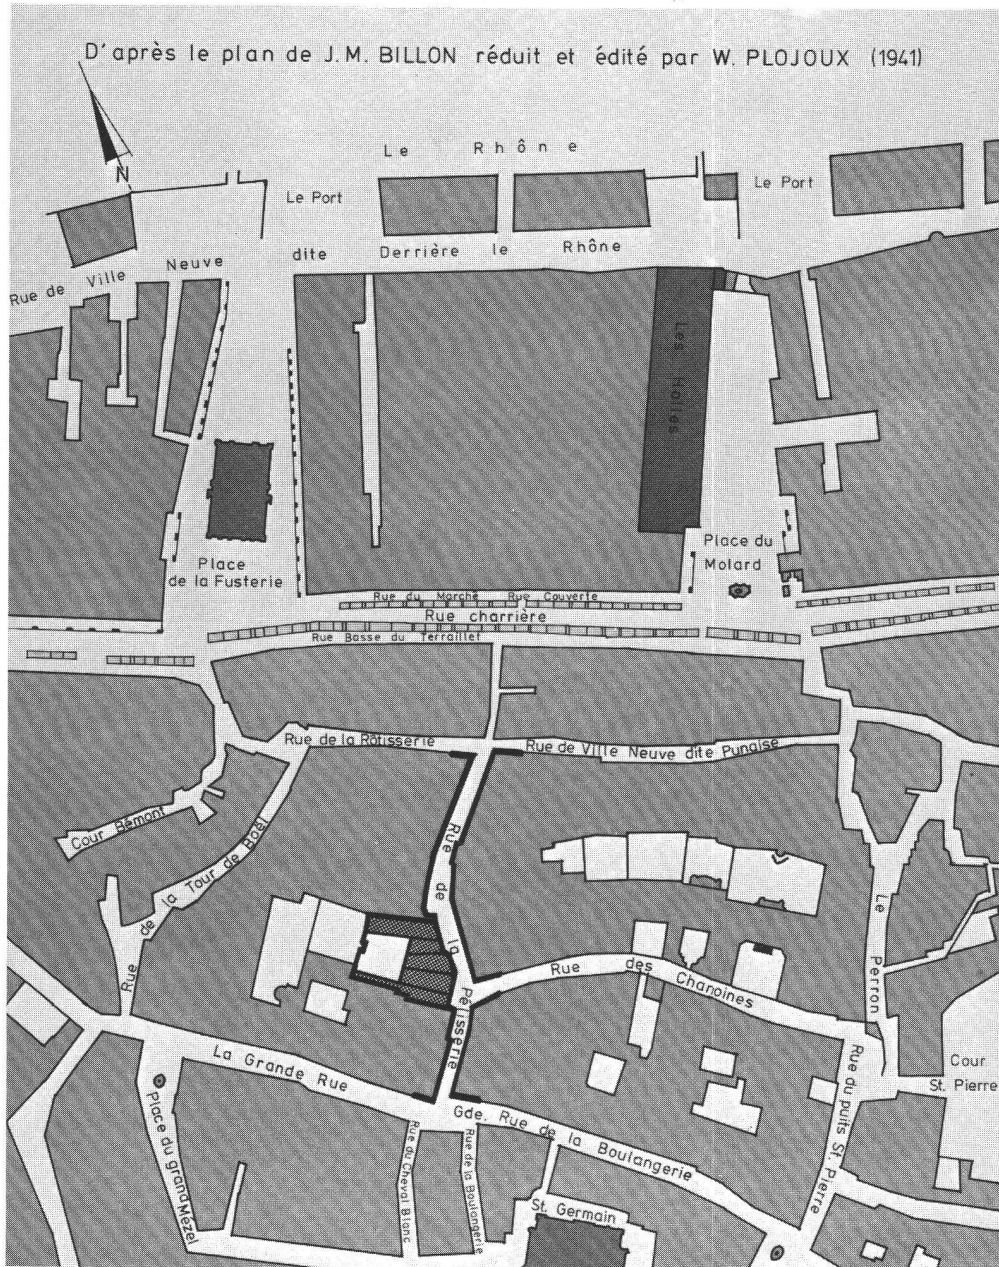 D'après le plan de J.M. BILLON réduit et édité par W. PLOJOUX (1941)
Le Rhône
N
Le Port
Le Port
Rue de Ville Neuve dite Derrière le Rhône
Les Halles
Place
de la Fusterie
Place du
Molard
Rue du Marché Rue Couverte
Rue charrière
Rue Basse du Terraillet
Rue de la Rôtisserie
Rue de Ville Neuve dite Punaise
Cour Bémont
Rue de la Tour de Boël
Rue de la Pélisserie
Rue des Chanoines
Le Perron
La Grande Rue
Cour
St. Pierre
Rue du puits St. Pierre
Place du grand Mézel
Gde. Rue de la Boulangerie
Rue du Cheval Blanc
Rue de la Boulangerie
St. Germain